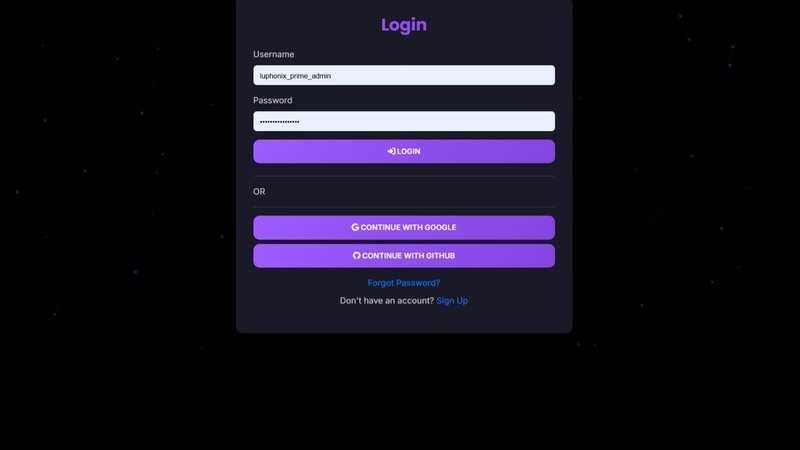 Login
Username
luphonix_prime_admin
Password
••••••••••••••••
LOGIN
OR
CONTINUE WITH GOOGLE
CONTINUE WITH GITHUB
Forgot Password?
Don't have an account? Sign Up